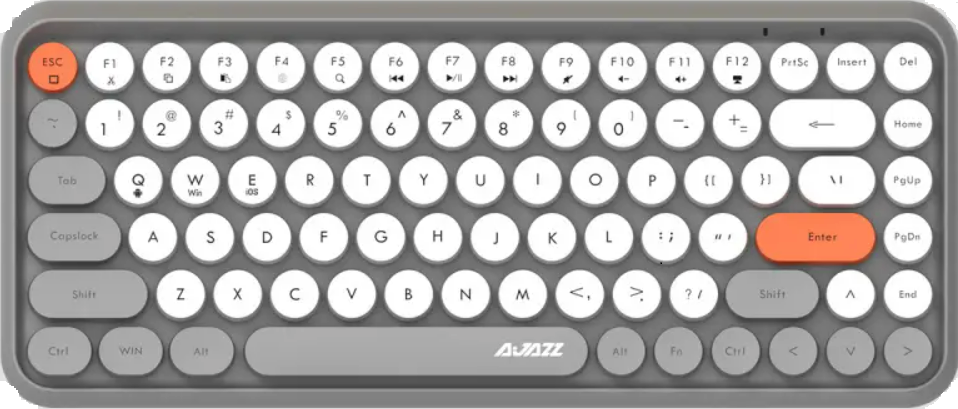 ESC F1 F2 F3 F4 F5 F6 F7 F8 F9 F10 F11 F12 PrtSc Insert Del
~ 1 ! 2 @ 3 # 4 $ 5 % 6 ^ 7 & 8 * 9 ( 0 ) - - + = ← Home
Tab Q W Win E iOS R T Y U I O P { [ } ] \ | PgUp
Capslock A S D F G H J K L : ; " ' Enter PgDn
Shift Z X C V B N M < , > . ? / Shift ^ End
Ctrl WIN Alt AJAZZ Alt Fn Ctrl < v >